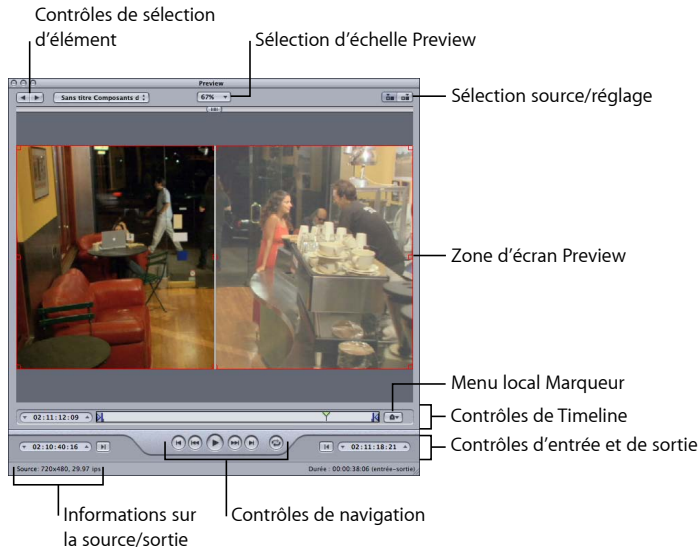 Contrôles de sélection
d'élément
Sélection d'échelle Preview
Preview
Sans titre Composants d
67%
Sélection source/réglage
Zone d'écran Preview
Menu local Marqueur
02:11:12:09
Contrôles de Timeline
02:10:40:16
02:11:18:21
Contrôles d'entrée et de sortie
Source: 720x480, 29.97 ips
Durée : 00:00:38:06 (entrée-sortie)
Informations sur
la source/sortie
Contrôles de navigation